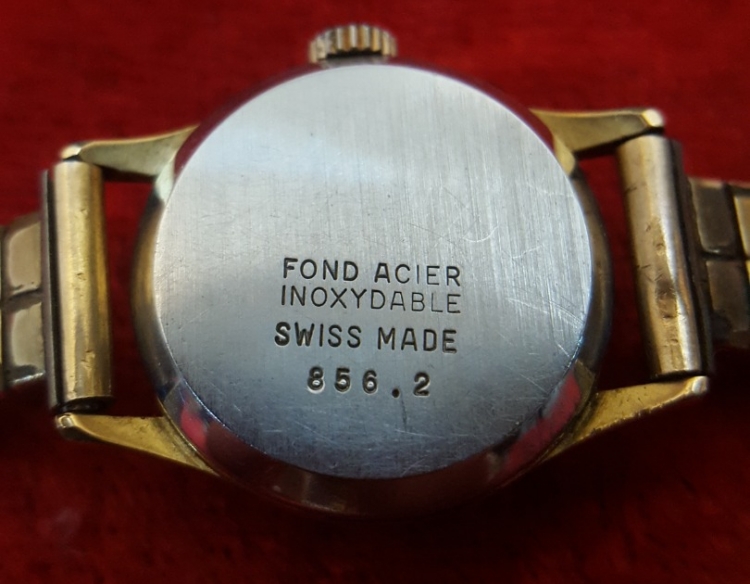 FOND ACIER
INOXYDABLE
SWISS MADE
856.2